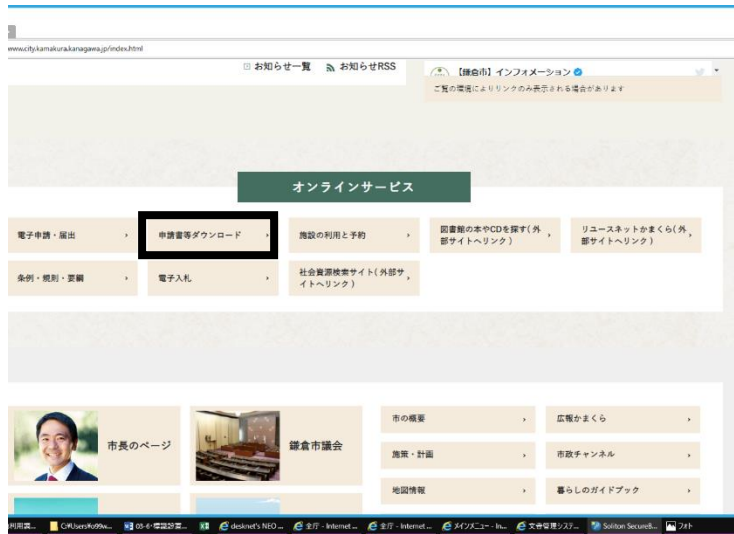 www.city.kamakura.kanagawa.jp/index.html
お知らせ一覧 お知らせRSS
【鎌倉市】インフォメーション
ご覧の環境によりリンクのみ表示される場合があります
オンラインサービス
電子申請・届出
申請書等ダウンロード
施設の利用と予約
図書館の本やCDを探す(外
部サイトへリンク)
リユースネットかまくら(外
部サイトへリンク)
条例・規則・要綱
電子入札
社会資源検索サイト(外部サ
イトへリンク)
市長のページ
鎌倉市議会
市の概要
広報かまくら
施策・計画
市政チャンネル
地図情報
暮らしのガイドブック
desknet's NEO ...
全庁 - Internet ...
全庁 - Internet ...
メインメニュー - In...
文書管理システ...
Soliton SecureB...
フォト